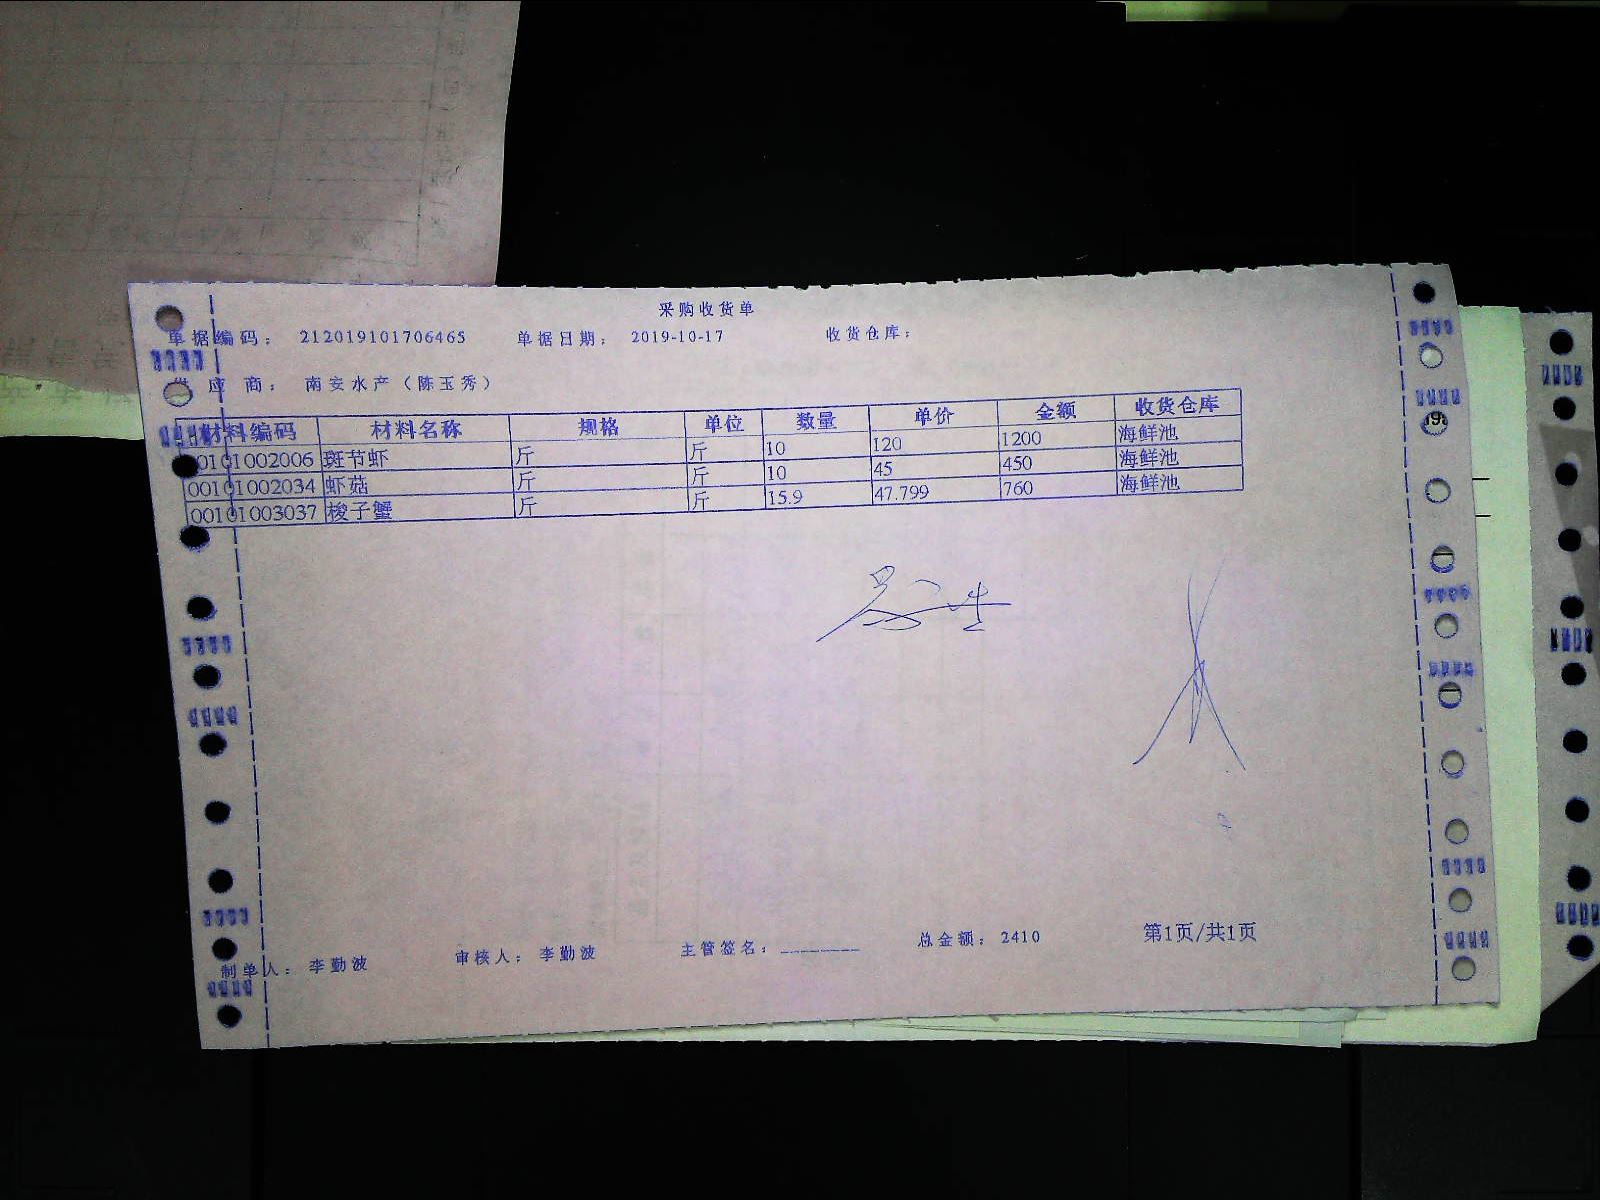 采购收货单
单据编码： 212019101706465 单据日期： 2019-10-17 收货仓库：
供 应 商： 南安水产（陈玉秀）
材料编码 材料名称 规格 单位 数量 单价 金额 收货仓库
00101002006 斑节虾 斤 斤 10 120 1200 海鲜池
00101002034 虾菇 斤 斤 10 45 450 海鲜池
00101003037 梭子蟹 斤 斤 15.9 47.799 760 海鲜池
制单人： 李勤波 审核人： 李勤波 主管签名： 总金额： 2410 第1页/共1页